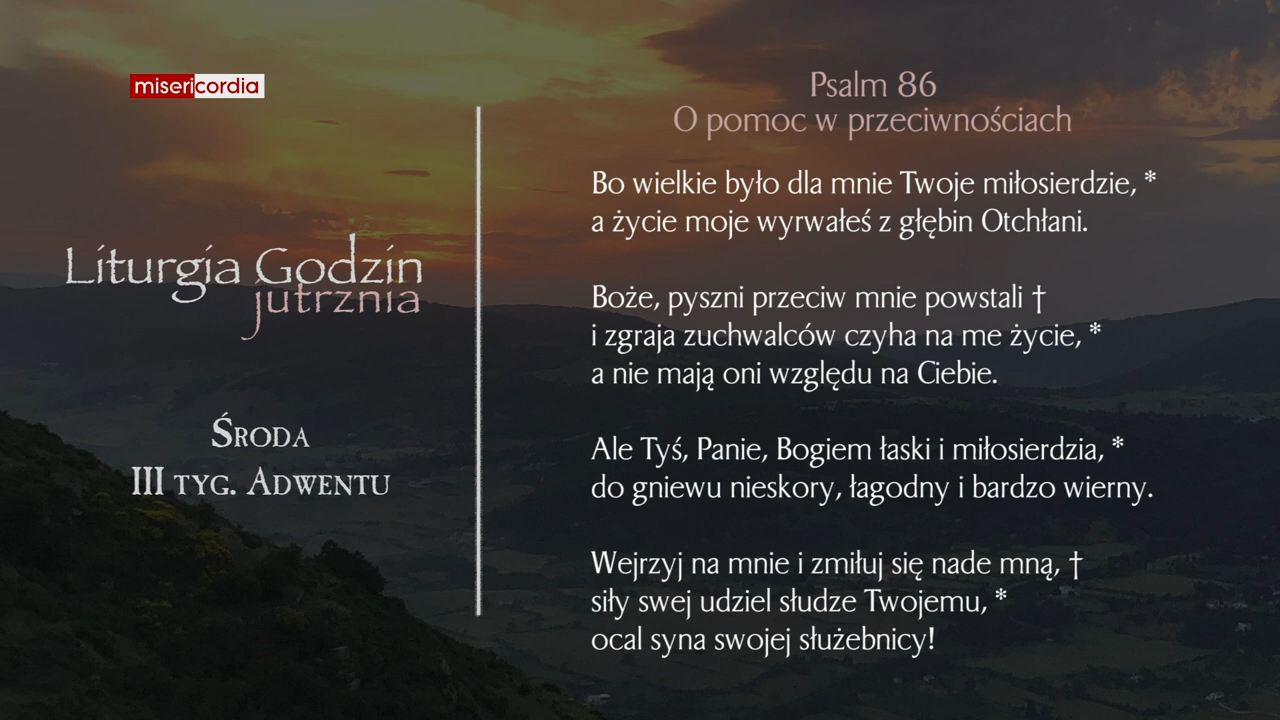 misericordia
Liturgia Godzin
jutrznia
Środa
III tyg. Adwentu
Psalm 86
O pomoc w przeciwnościach
Bo wielkie było dla mnie Twoje miłosierdzie, *
a życie moje wyrwałeś z głębin Otchłani.
Boże, pyszni przeciw mnie powstali †
i zgraja zuchwalców czyha na me życie, *
a nie mają oni względu na Ciebie.
Ale Tyś, Panie, Bogiem łaski i miłosierdzia, *
do gniewu nieskory, łagodny i bardzo wierny.
Wejrzyj na mnie i zmiłuj się nade mną, †
siły swej udziel słudze Twojemu, *
ocal syna swojej służebnicy!